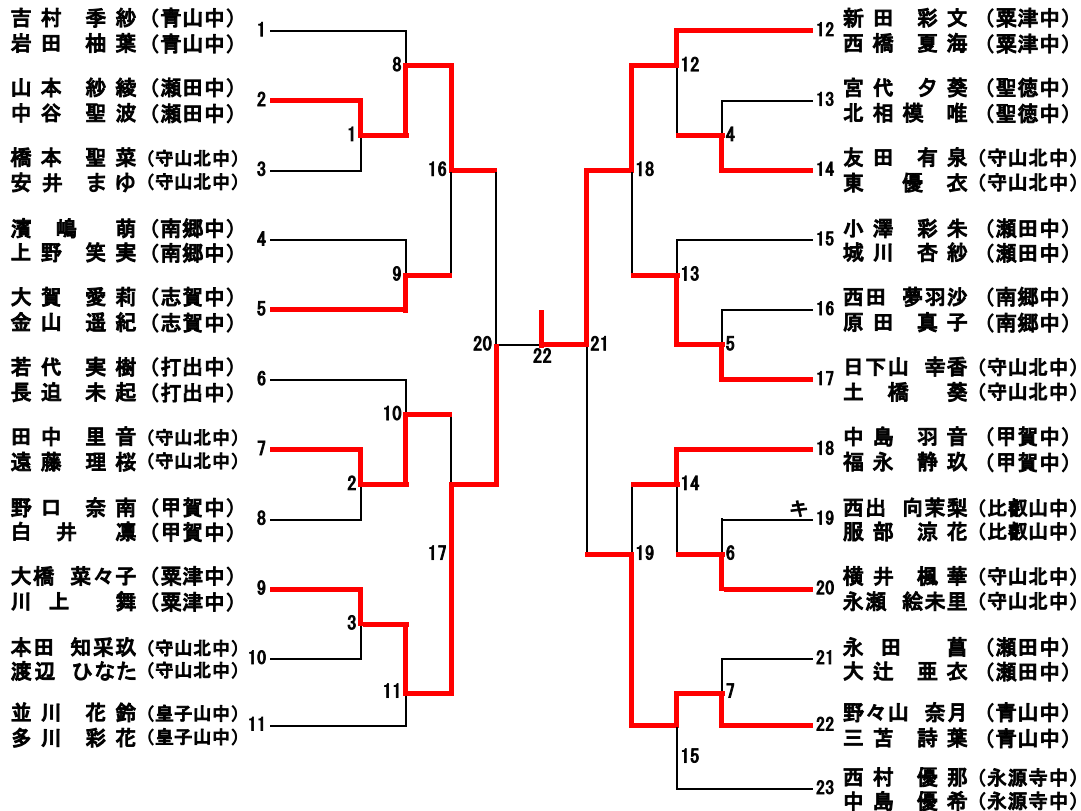 吉村 季紗 (青山中)
岩田 柚葉 (青山中)
1
山本 紗綾 (瀬田中)
中谷 聖波 (瀬田中)
2
橋本 聖菜 (守山北中)
安井 まゆ (守山北中)
3
濱嶋 萌 (南郷中)
上野 笑実 (南郷中)
4
大賀 愛莉 (志賀中)
金山 遥紀 (志賀中)
5
若代 実樹 (打出中)
長迫 未起 (打出中)
6
田中 里音 (守山北中)
遠藤 理桜 (守山北中)
7
野口 奈南 (甲賀中)
白井 凛 (甲賀中)
8
大橋 菜々子 (粟津中)
川上 舞 (粟津中)
9
本田 知采玖 (守山北中)
渡辺 ひなた (守山北中)
10
並川 花鈴 (皇子山中)
多川 彩花 (皇子山中)
11
1
2
3
8
9
10
11
16
17
20
22
21
18
19
12
13
14
15
4
5
6
7
12
新田 彩文 (粟津中)
西橋 夏海 (粟津中)
13
宮代 夕葵 (聖徳中)
北相模 唯 (聖徳中)
14
友田 有泉 (守山北中)
東 優衣 (守山北中)
15
小澤 彩朱 (瀬田中)
城川 杏紗 (瀬田中)
16
西田 夢羽沙 (南郷中)
原田 真子 (南郷中)
17
日下山 幸香 (守山北中)
土橋 葵 (守山北中)
18
中島 羽音 (甲賀中)
福永 静玖 (甲賀中)
キ 19
西出 向茉梨 (比叡山中)
服部 涼花 (比叡山中)
20
横井 楓華 (守山北中)
永瀬 絵未里 (守山北中)
21
永田 菖 (瀬田中)
大辻 亜衣 (瀬田中)
22
野々山 奈月 (青山中)
三苫 詩葉 (青山中)
23
西村 優那 (永源寺中)
中島 優希 (永源寺中)